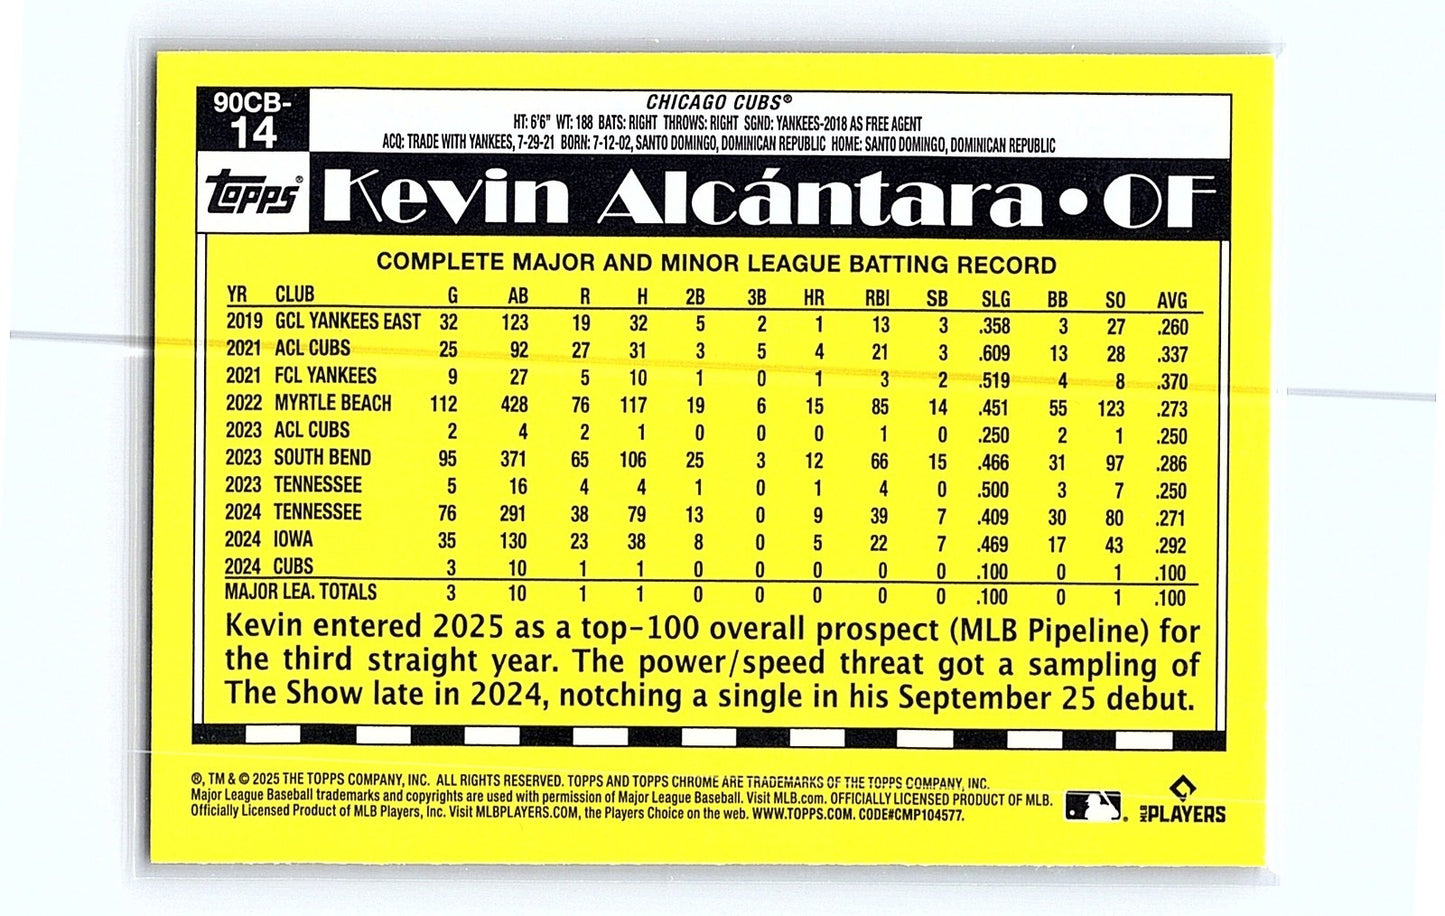 90CB-
14
CHICAGO CUBS®
HT: 6'6" WT: 188 BATS: RIGHT THROWS: RIGHT SGND: YANKEES-2018 AS FREE AGENT
ACQ: TRADE WITH YANKEES, 7-29-21 BORN: 7-12-02, SANTO DOMINGO, DOMINICAN REPUBLIC HOME: SANTO DOMINGO, DOMINICAN REPUBLIC
topps®
Kevin Alcántara • OF
COMPLETE MAJOR AND MINOR LEAGUE BATTING RECORD
YR CLUB G AB R H 2B 3B HR RBI SB SLG BB SO AVG
2019 GCL YANKEES EAST 32 123 19 32 5 2 1 13 3 .358 3 27 .260
2021 ACL CUBS 25 92 27 31 3 5 4 21 3 .609 13 28 .337
2021 FCL YANKEES 9 27 5 10 1 0 1 3 2 .519 4 8 .370
2022 MYRTLE BEACH 112 428 76 117 19 6 15 85 14 .451 55 123 .273
2023 ACL CUBS 2 4 2 1 0 0 0 1 0 .250 2 1 .250
2023 SOUTH BEND 95 371 65 106 25 3 12 66 15 .466 31 97 .286
2023 TENNESSEE 5 16 4 4 1 0 1 4 0 .500 3 7 .250
2024 TENNESSEE 76 291 38 79 13 0 9 39 7 .409 30 80 .271
2024 IOWA 35 130 23 38 8 0 5 22 7 .469 17 43 .292
2024 CUBS 3 10 1 1 0 0 0 0 0 .100 0 1 .100
MAJOR LEA. TOTALS 3 10 1 1 0 0 0 0 0 .100 0 1 .100
Kevin entered 2025 as a top-100 overall prospect (MLB Pipeline) for
the third straight year. The power/speed threat got a sampling of
The Show late in 2024, notching a single in his September 25 debut.
®, TM & © 2025 THE TOPPS COMPANY, INC. ALL RIGHTS RESERVED. TOPPS AND TOPPS CHROME ARE TRADEMARKS OF THE TOPPS COMPANY, INC.
Major League Baseball trademarks and copyrights are used with permission of Major League Baseball. Visit MLB.com. OFFICIALLY LICENSED PRODUCT OF MLB.
Officially Licensed Product of MLB Players, Inc. Visit MLBPLAYERS.COM, the Players Choice on the web. WWW.TOPPS.COM. CODE#CMP104577.
MLB PLAYERS